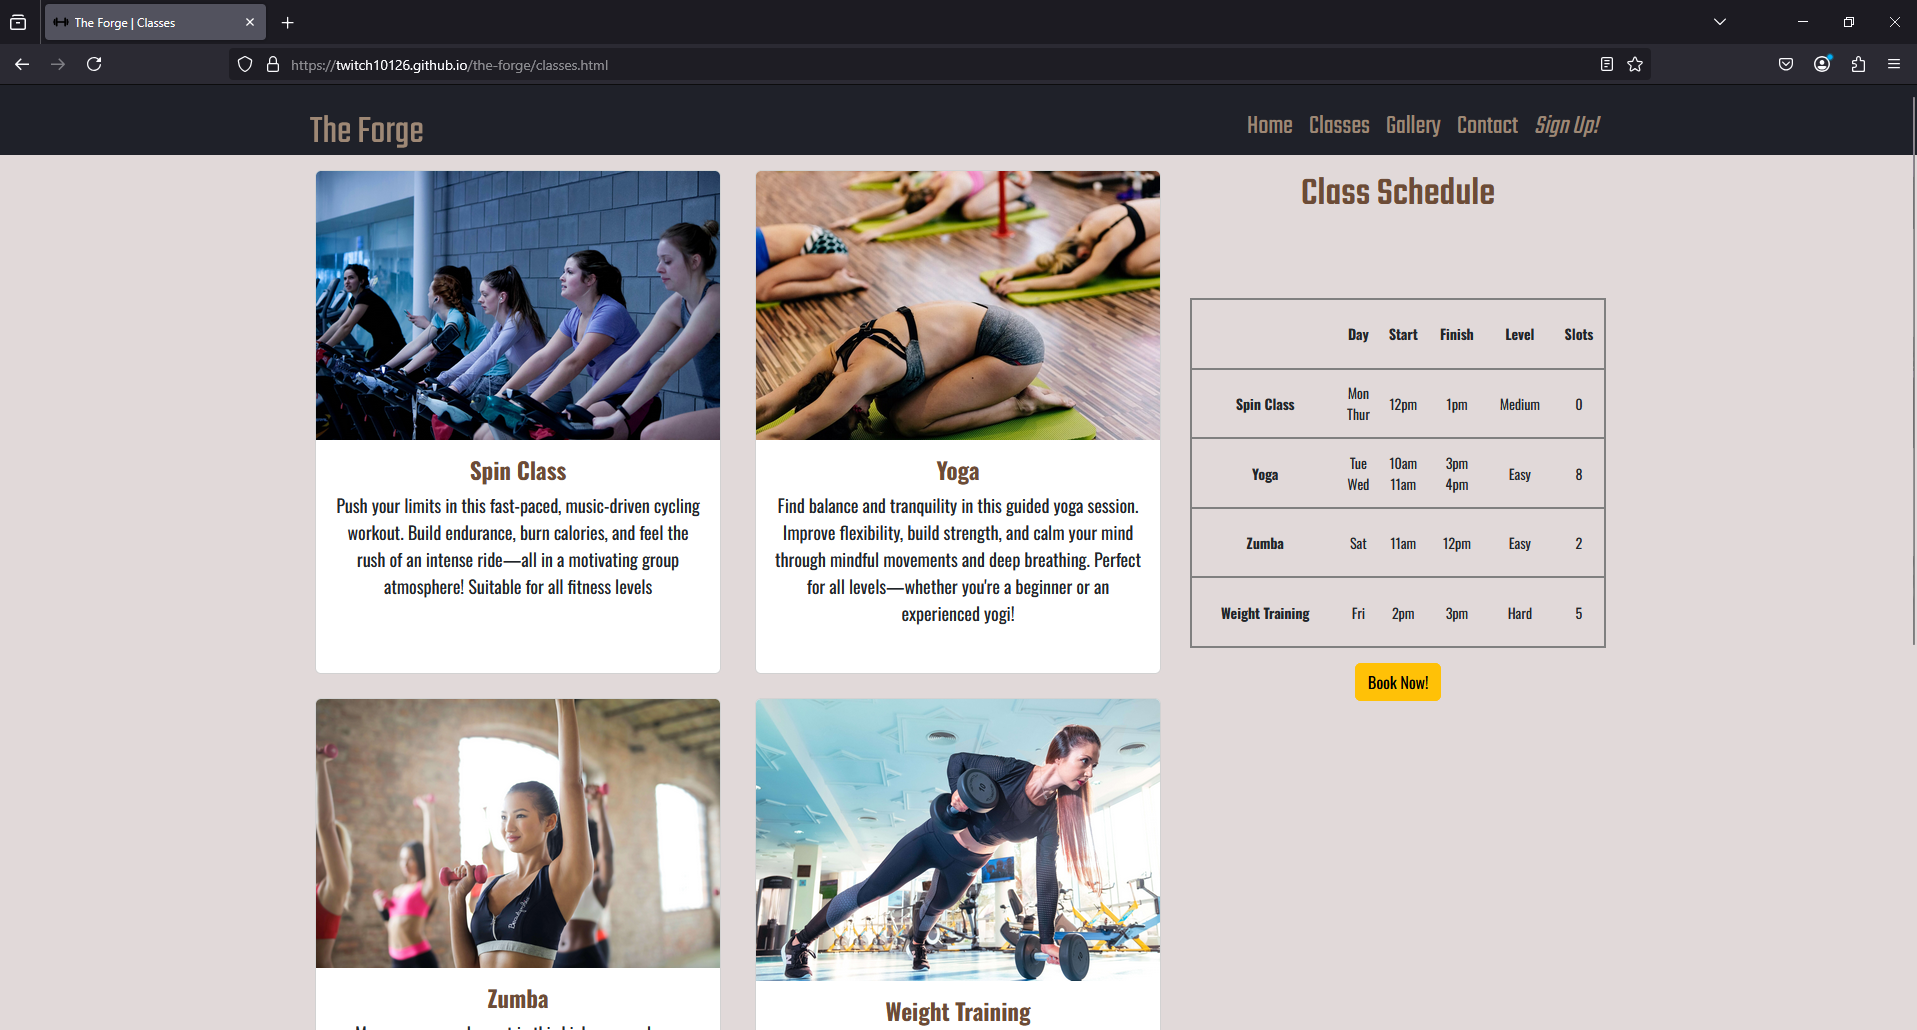 The Forge | Classes
https://twitch10126.github.io/the-forge/classes.html
The Forge
Home Classes Gallery Contact Sign Up!
Spin Class
Push your limits in this fast-paced, music-driven cycling
workout. Build endurance, burn calories, and feel the
rush of an intense ride—all in a motivating group
atmosphere! Suitable for all fitness levels
Yoga
Find balance and tranquility in this guided yoga session.
Improve flexibility, build strength, and calm your mind
through mindful movements and deep breathing. Perfect
for all levels—whether you're a beginner or an
experienced yogi!
Zumba
Weight Training
Class Schedule
Day Start Finish Level Slots
Spin Class Mon Thur 12pm 1pm Medium 0
Yoga Tue Wed 10am 11am 3pm 4pm Easy 8
Zumba Sat 11am 12pm Easy 2
Weight Training Fri 2pm 3pm Hard 5
Book Now!